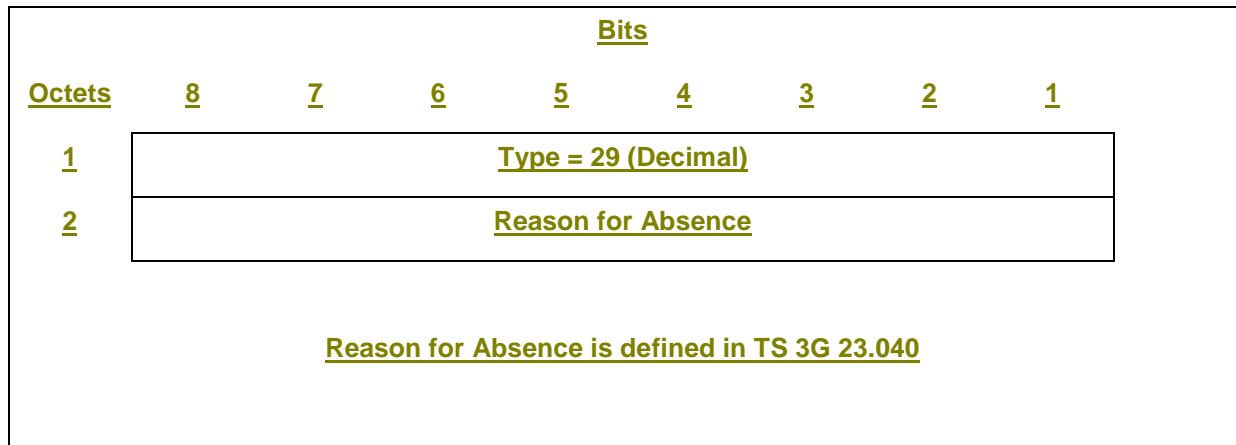 Bits
Octets 8 7 6 5 4 3 2 1
1 Type = 29 (Decimal)
2 Reason for Absence
Reason for Absence is defined in TS 3G 23.040